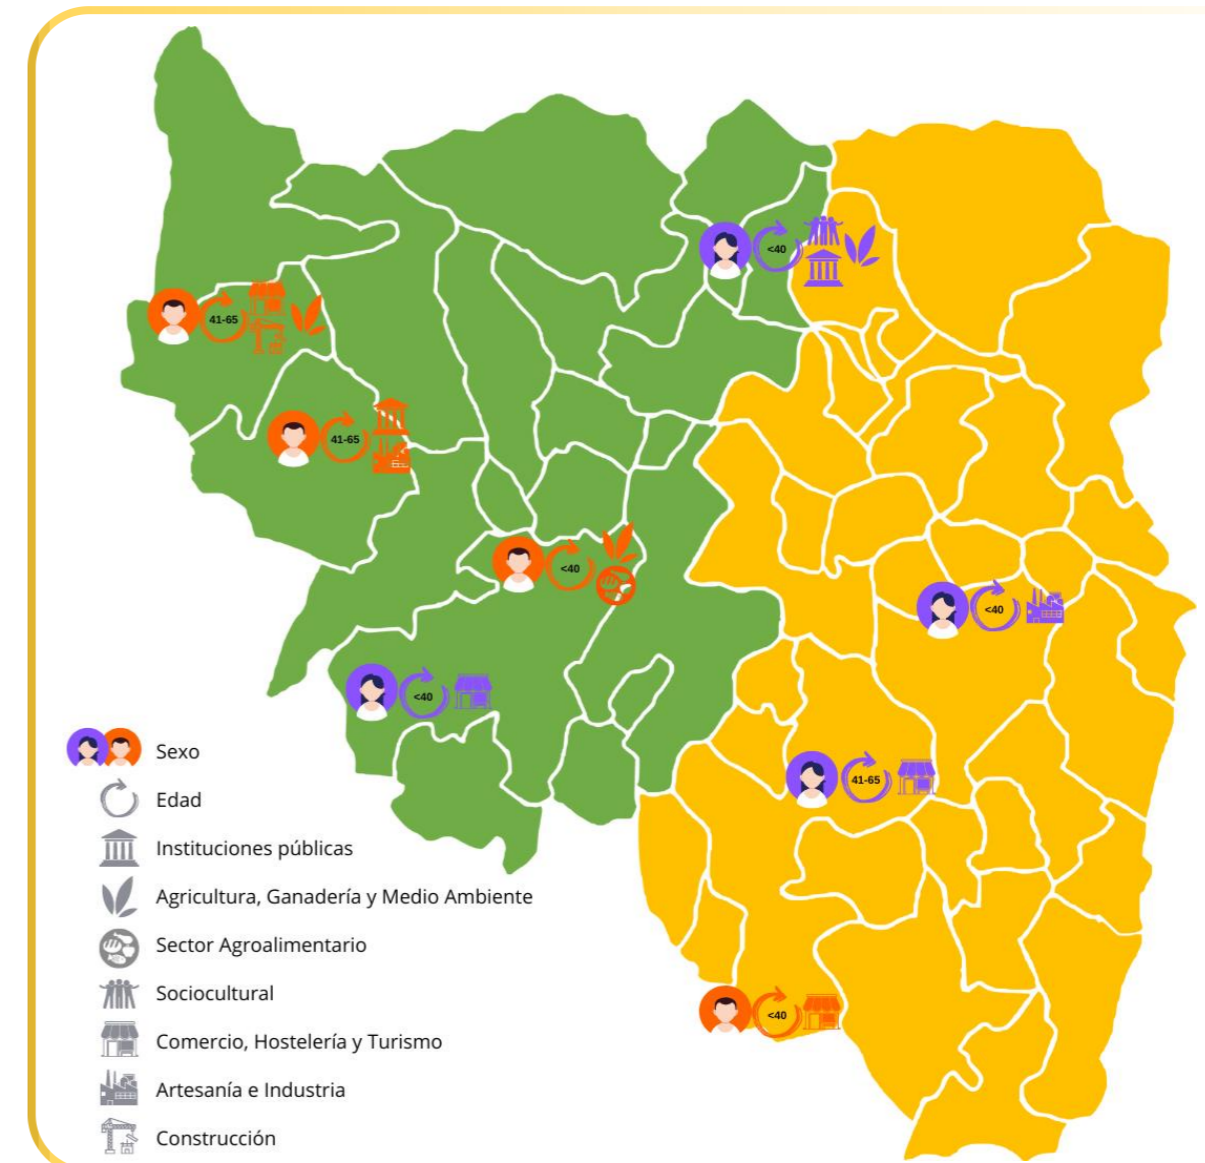 <40
41-65
41-65
<40
<40
<40
41-65
<40
Sexo
Edad
Instituciones públicas
Agricultura, Ganadería y Medio Ambiente
Sector Agroalimentario
Sociocultural
Comercio, Hostelería y Turismo
Artesanía e Industria
Construcción